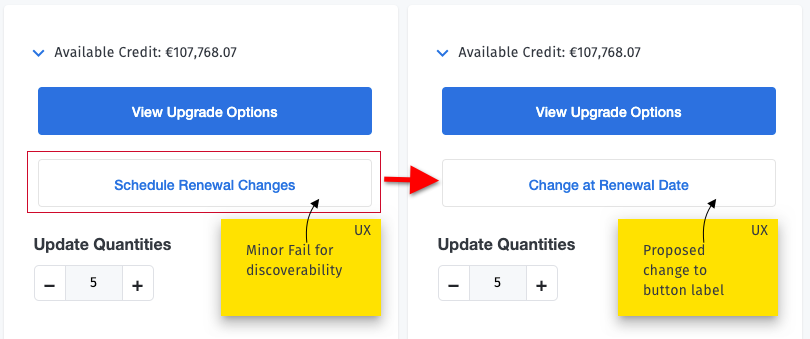 Available Credit: €107,768.07
View Upgrade Options
Schedule Renewal Changes
UX
Minor Fail for
discoverability
Update Quantities
– 5 +
Available Credit: €107,768.07
View Upgrade Options
Change at Renewal Date
UX
Proposed
change to
button label
Update Quantities
– 5 +